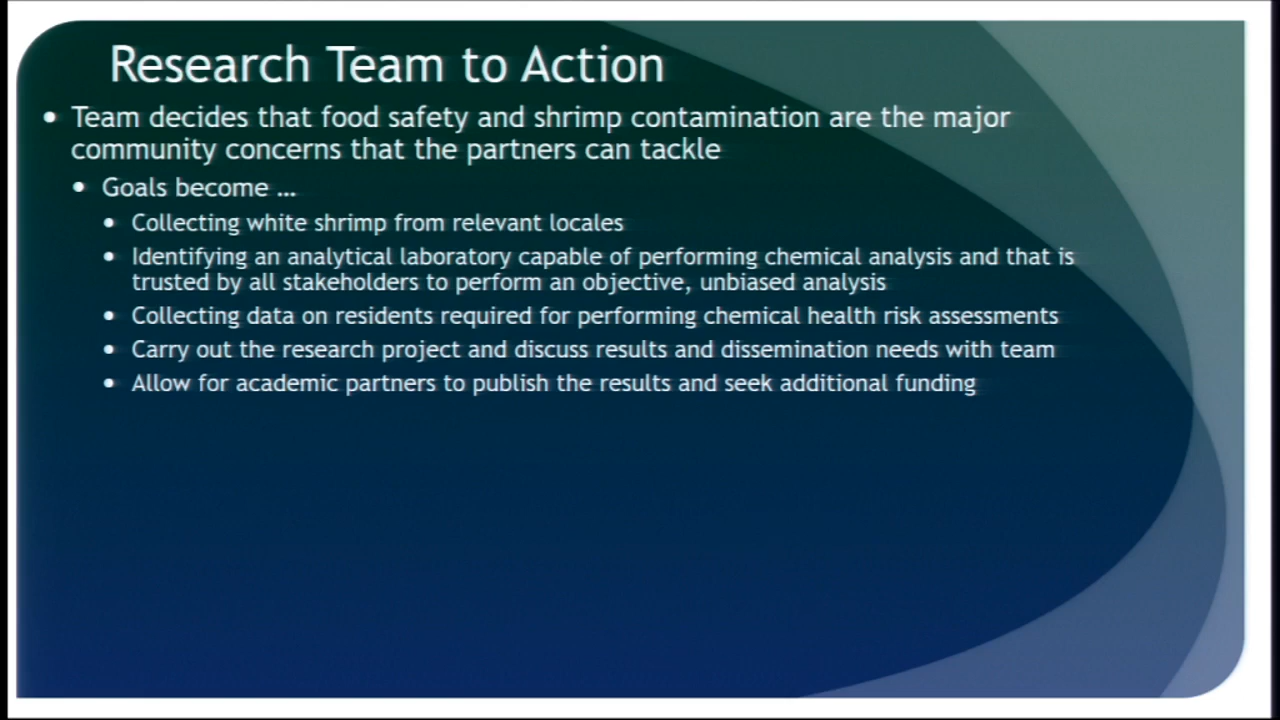 Research Team to Action
• Team decides that food safety and shrimp contamination are the major
community concerns that the partners can tackle
• Goals become …
• Collecting white shrimp from relevant locales
• Identifying an analytical laboratory capable of performing chemical analysis and that is
trusted by all stakeholders to perform an objective, unbiased analysis
• Collecting data on residents required for performing chemical health risk assessments
• Carry out the research project and discuss results and dissemination needs with team
• Allow for academic partners to publish the results and seek additional funding